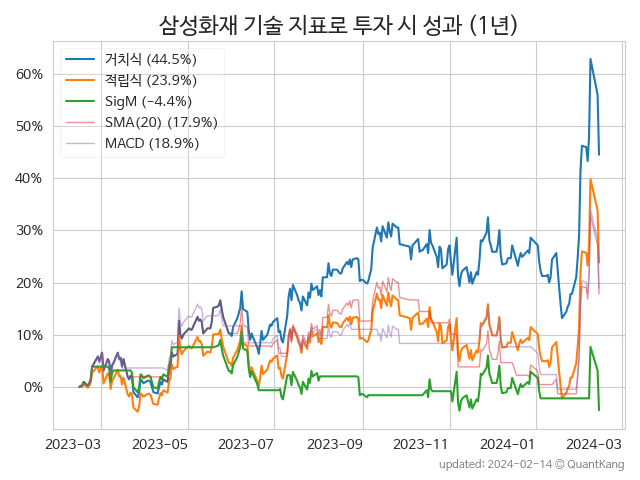 삼성화재 기술 지표로 투자 시 성과 (1년)
거치식 (44.5%)
적립식 (23.9%)
SigM (−4.4%)
SMA(20) (17.9%)
MACD (18.9%)
60%
50%
40%
30%
20%
10%
0%
2023-03 2023-05 2023-07 2023-09 2023-11 2024-01 2024-03
updated: 2024-02-14 © QuantKang